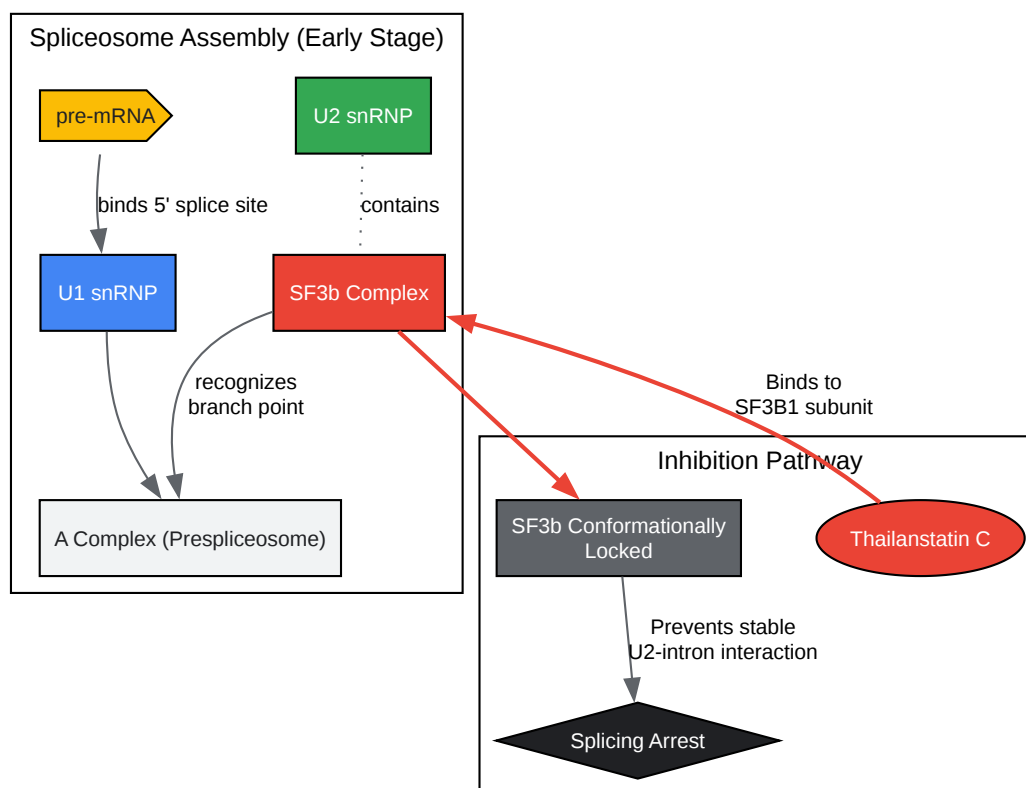 Spliceosome Assembly (Early Stage)
pre-mRNA
U2 snRNP
binds 5' splice site
contains
U1 snRNP
SF3b Complex
recognizes
branch point
Binds to
SF3B1 subunit
Inhibition Pathway
A Complex (Prespliceosome)
SF3b Conformationally
Locked
Thailanstatin C
Prevents stable
U2-intron interaction
Splicing Arrest